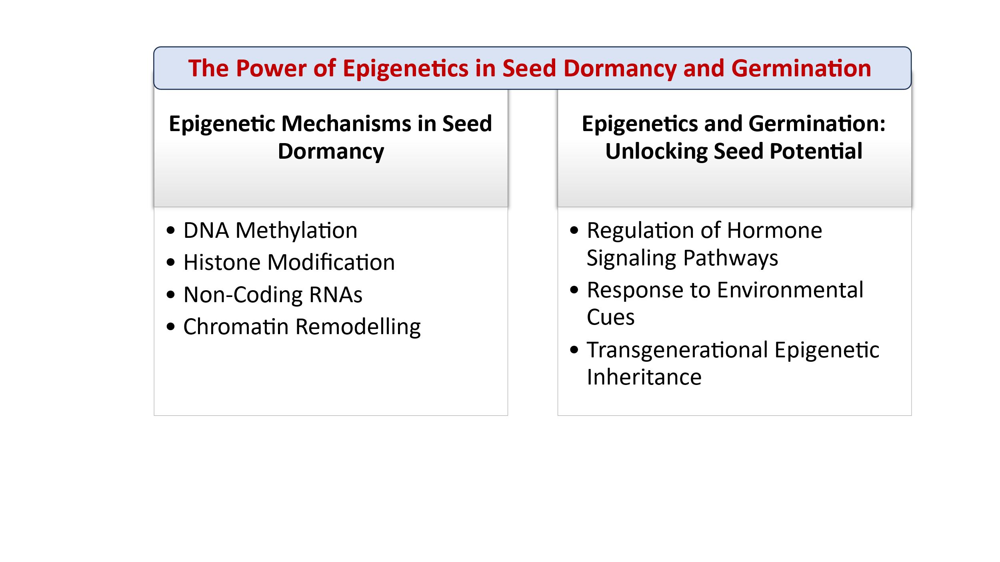 The Power of Epigenetics in Seed Dormancy and Germination
Epigenetic Mechanisms in Seed
Dormancy
• DNA Methylation
• Histone Modification
• Non-Coding RNAs
• Chromatin Remodelling
Epigenetics and Germination:
Unlocking Seed Potential
• Regulation of Hormone
Signaling Pathways
• Response to Environmental
Cues
• Transgenerational Epigenetic
Inheritance